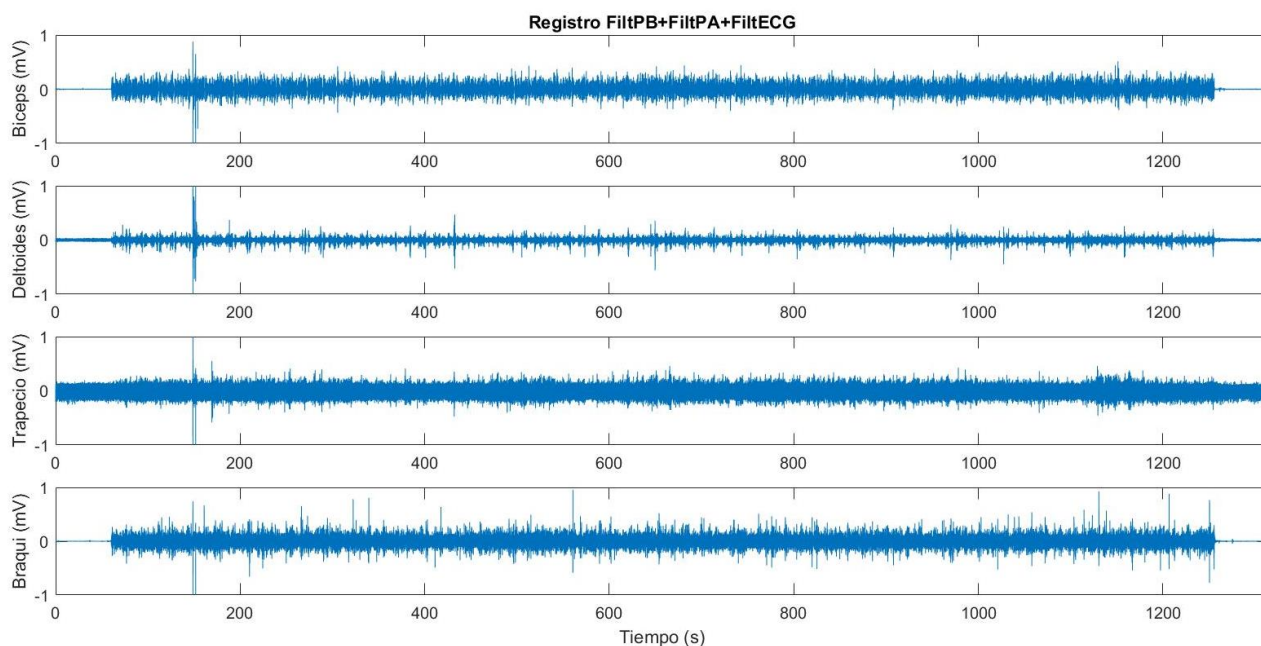 Registro FiltPB+FiltPA+FiltECG
Biceps (mV)
1
0
-1
0 200 400 600 800 1000 1200
Deltoides (mV)
1
0
-1
0 200 400 600 800 1000 1200
Trapecio (mV)
1
0
-1
0 200 400 600 800 1000 1200
Braqui (mV)
1
0
-1
0 200 400 600 800 1000 1200
Tiempo (s)